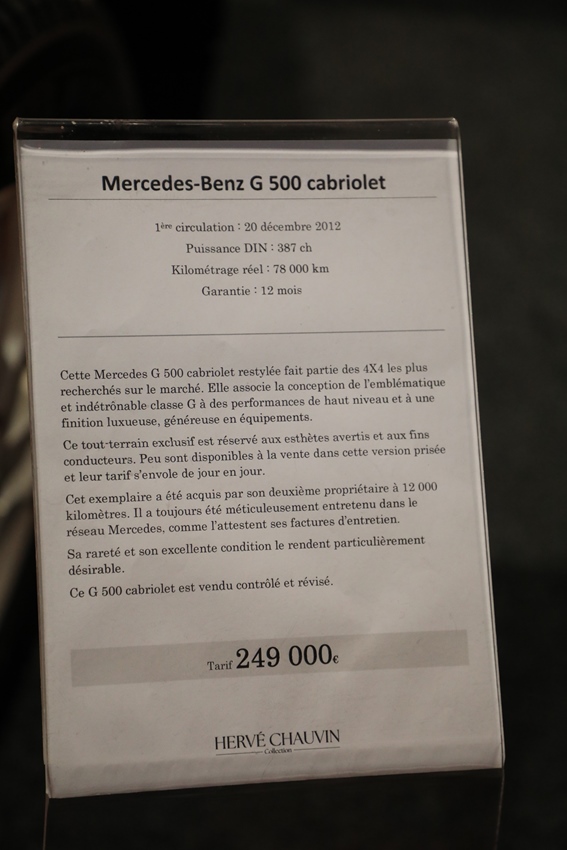 Mercedes-Benz G 500 cabriolet
1ère circulation : 20 décembre 2012
Puissance DIN : 387 ch
Kilométrage réel : 78 000 km
Garantie : 12 mois
Cette Mercedes G 500 cabriolet restylée fait partie des 4X4 les plus
recherchés sur le marché. Elle associe la conception de l'emblématique
et indétrônable classe G à des performances de haut niveau et à une
finition luxueuse, généreuse en équipements.
Ce tout-terrain exclusif est réservé aux esthètes avertis et aux fins
conducteurs. Peu sont disponibles à la vente dans cette version prisée
et leur tarif s'envole de jour en jour.
Cet exemplaire a été acquis par son deuxième propriétaire à 12 000
kilomètres. Il a toujours été méticuleusement entretenu dans le
réseau Mercedes, comme l'attestent ses factures d'entretien.
Sa rareté et son excellente condition le rendent particulièrement
désirable.
Ce G 500 cabriolet est vendu contrôlé et révisé.
Tarif 249 000€
HERVÉ CHAUVIN
Collection